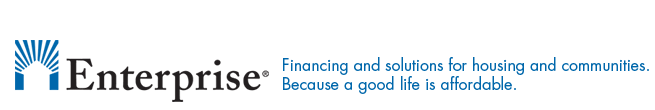 Enterprise®
Financing and solutions for housing and communities.
Because a good life is affordable.